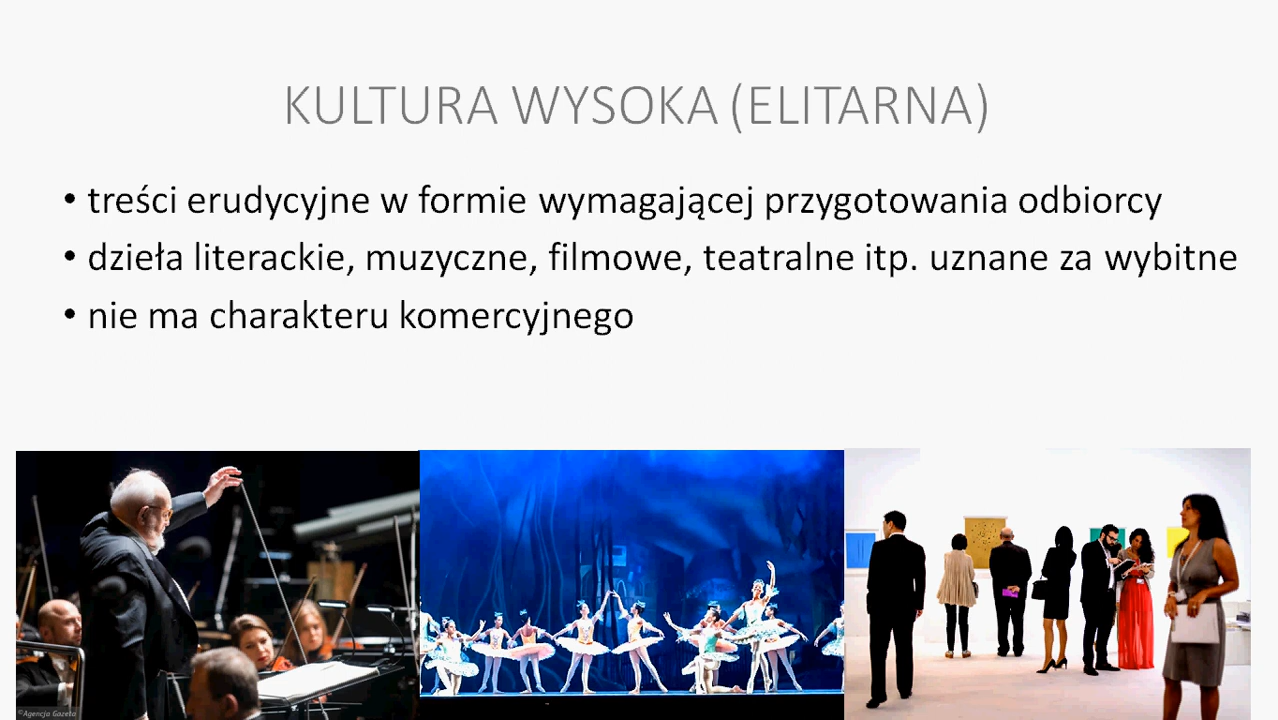 KULTURA WYSOKA (ELITARNA)
• treści erudycyjne w formie wymagającej przygotowania odbiorcy
• dzieła literackie, muzyczne, filmowe, teatralne itp. uznane za wybitne
• nie ma charakteru komercyjnego
©Agencja Gazeta